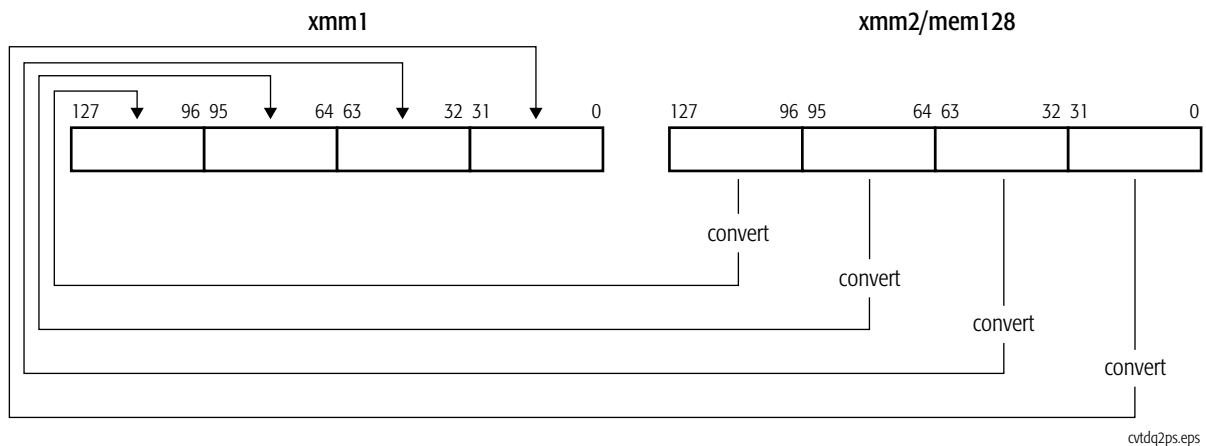 xmm1 xmm2/mem128
127 96 95 64 63 32 31 0 127 96 95 64 63 32 31 0
convert
convert
convert
convert
cvtdq2ps.eps